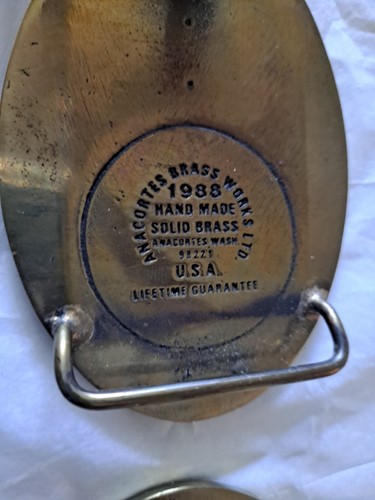 ANACORTES BRASS WORKS LTD.
1988
HAND MADE
SOLID BRASS
ANACORTES WASH.
98221
U.S.A.
LIFETIME GUARANTEE